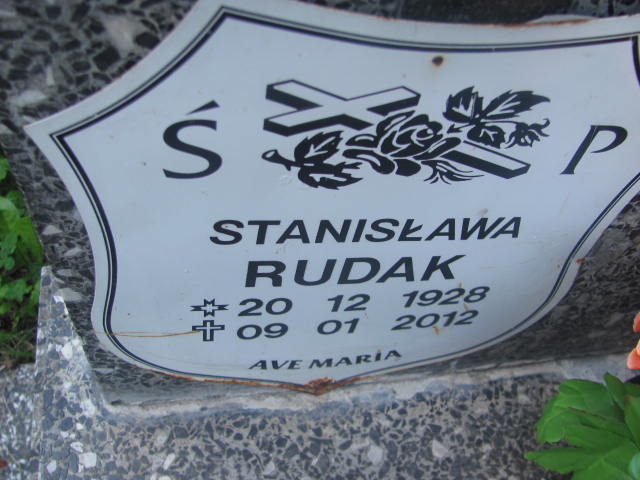 Ś P
STANISŁAWA
RUDAK
20 12 1928
09 01 2012
AVE MARIA